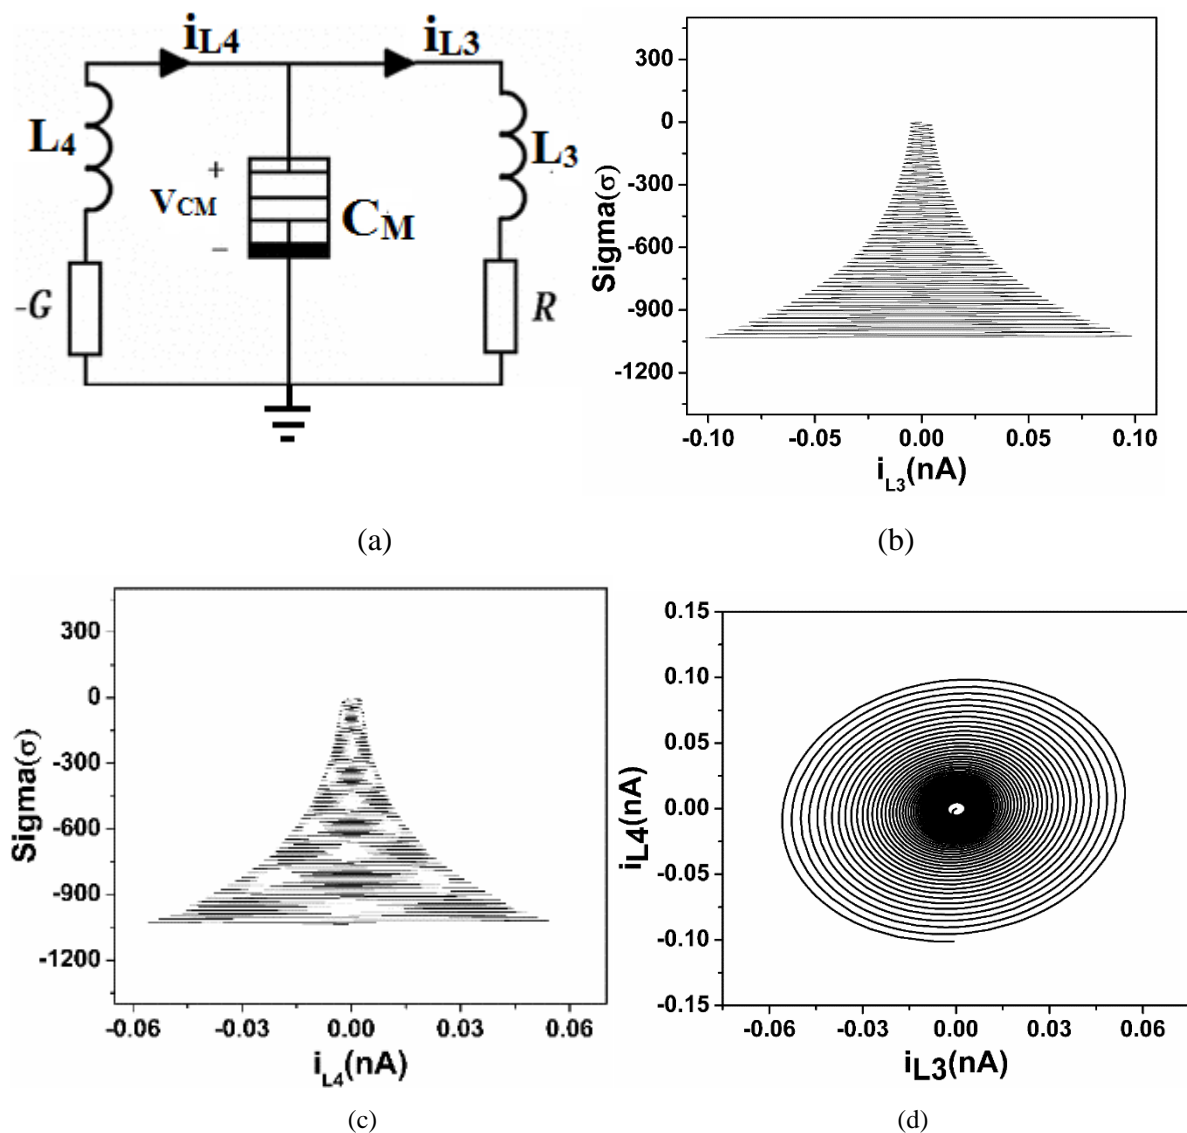 iL4 iL3
L4 L3
+
VCM CM
−
-G R
(a)
Sigma(σ)
300
0
-300
-600
-900
-1200
-0.10 -0.05 0.00 0.05 0.10
iL3(nA)
(b)
Sigma(σ)
300
0
-300
-600
-900
-1200
-0.06 -0.03 0.00 0.03 0.06
iL4(nA)
(c)
iL4(nA)
0.15
0.10
0.05
0.00
-0.05
-0.10
-0.15
-0.06 -0.03 0.00 0.03 0.06
iL3(nA)
(d)